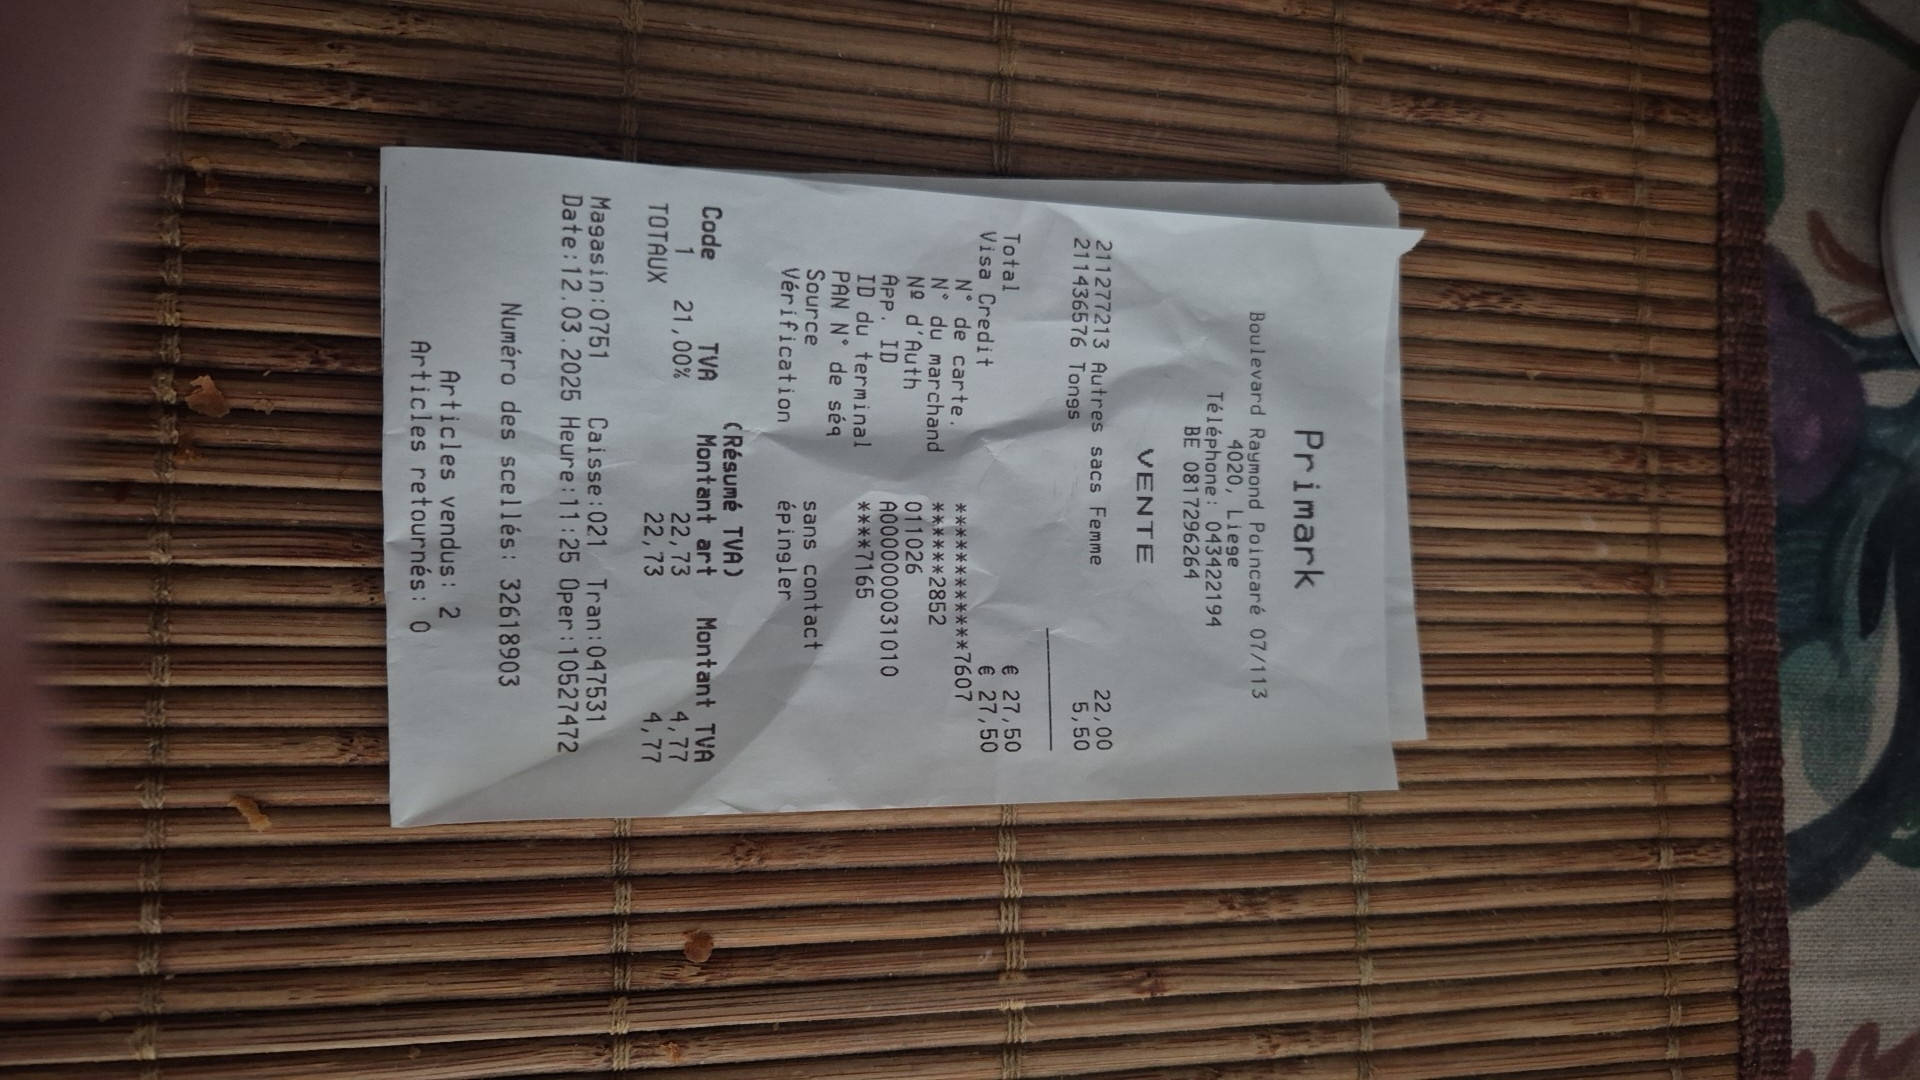 Primark
Boulevard Raymond Poincaré 07/113
4020, Liege
Téléphone: 043422194
BE 0817296264
VENTE
211277213 Autres sacs Femme 22,00
211436576 Tongs 5,50
Total € 27,50
Visa Credit € 27,50
N° de carte. ************7607
N° du marchand ******2852
Nº d'Auth 011026
App. ID A0000000031010
ID du terminal ****7165
PAN N° de séq
Source sans contact
Vérification épingler
(Résumé TVA)
Code TVA Montant art Montant TVA
1 21,00% 22,73 4,77
TOTAUX 22,73 4,77
Magasin:0751 Caisse:021 Tran:047531
Date:12.03.2025 Heure:11:25 Oper:10527472
Numéro des scellés: 32618903
Articles vendus: 2
Articles retournés: 0